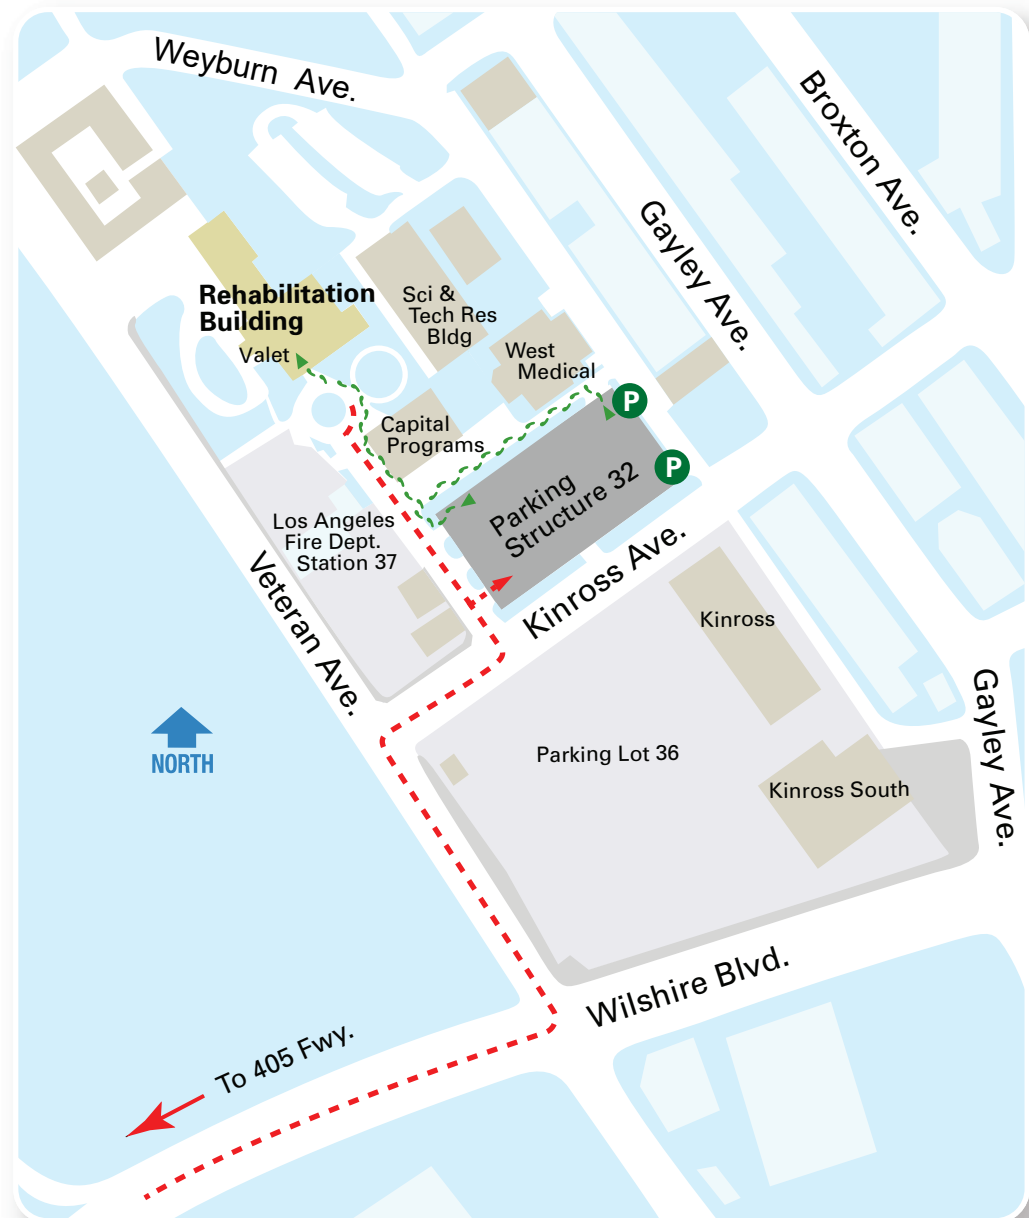 Weyburn Ave.
Broxton Ave.
Gayley Ave.
Rehabilitation
Building
Valet
Sci &
Tech Res
Bldg
West
Medical
P
Capital
Programs
P
Parking
Structure 32
Los Angeles
Fire Dept.
Station 37
Veteran Ave.
Kinross Ave.
Kinross
Gayley Ave.
NORTH
Parking Lot 36
Kinross South
Wilshire Blvd.
To 405 Fwy.